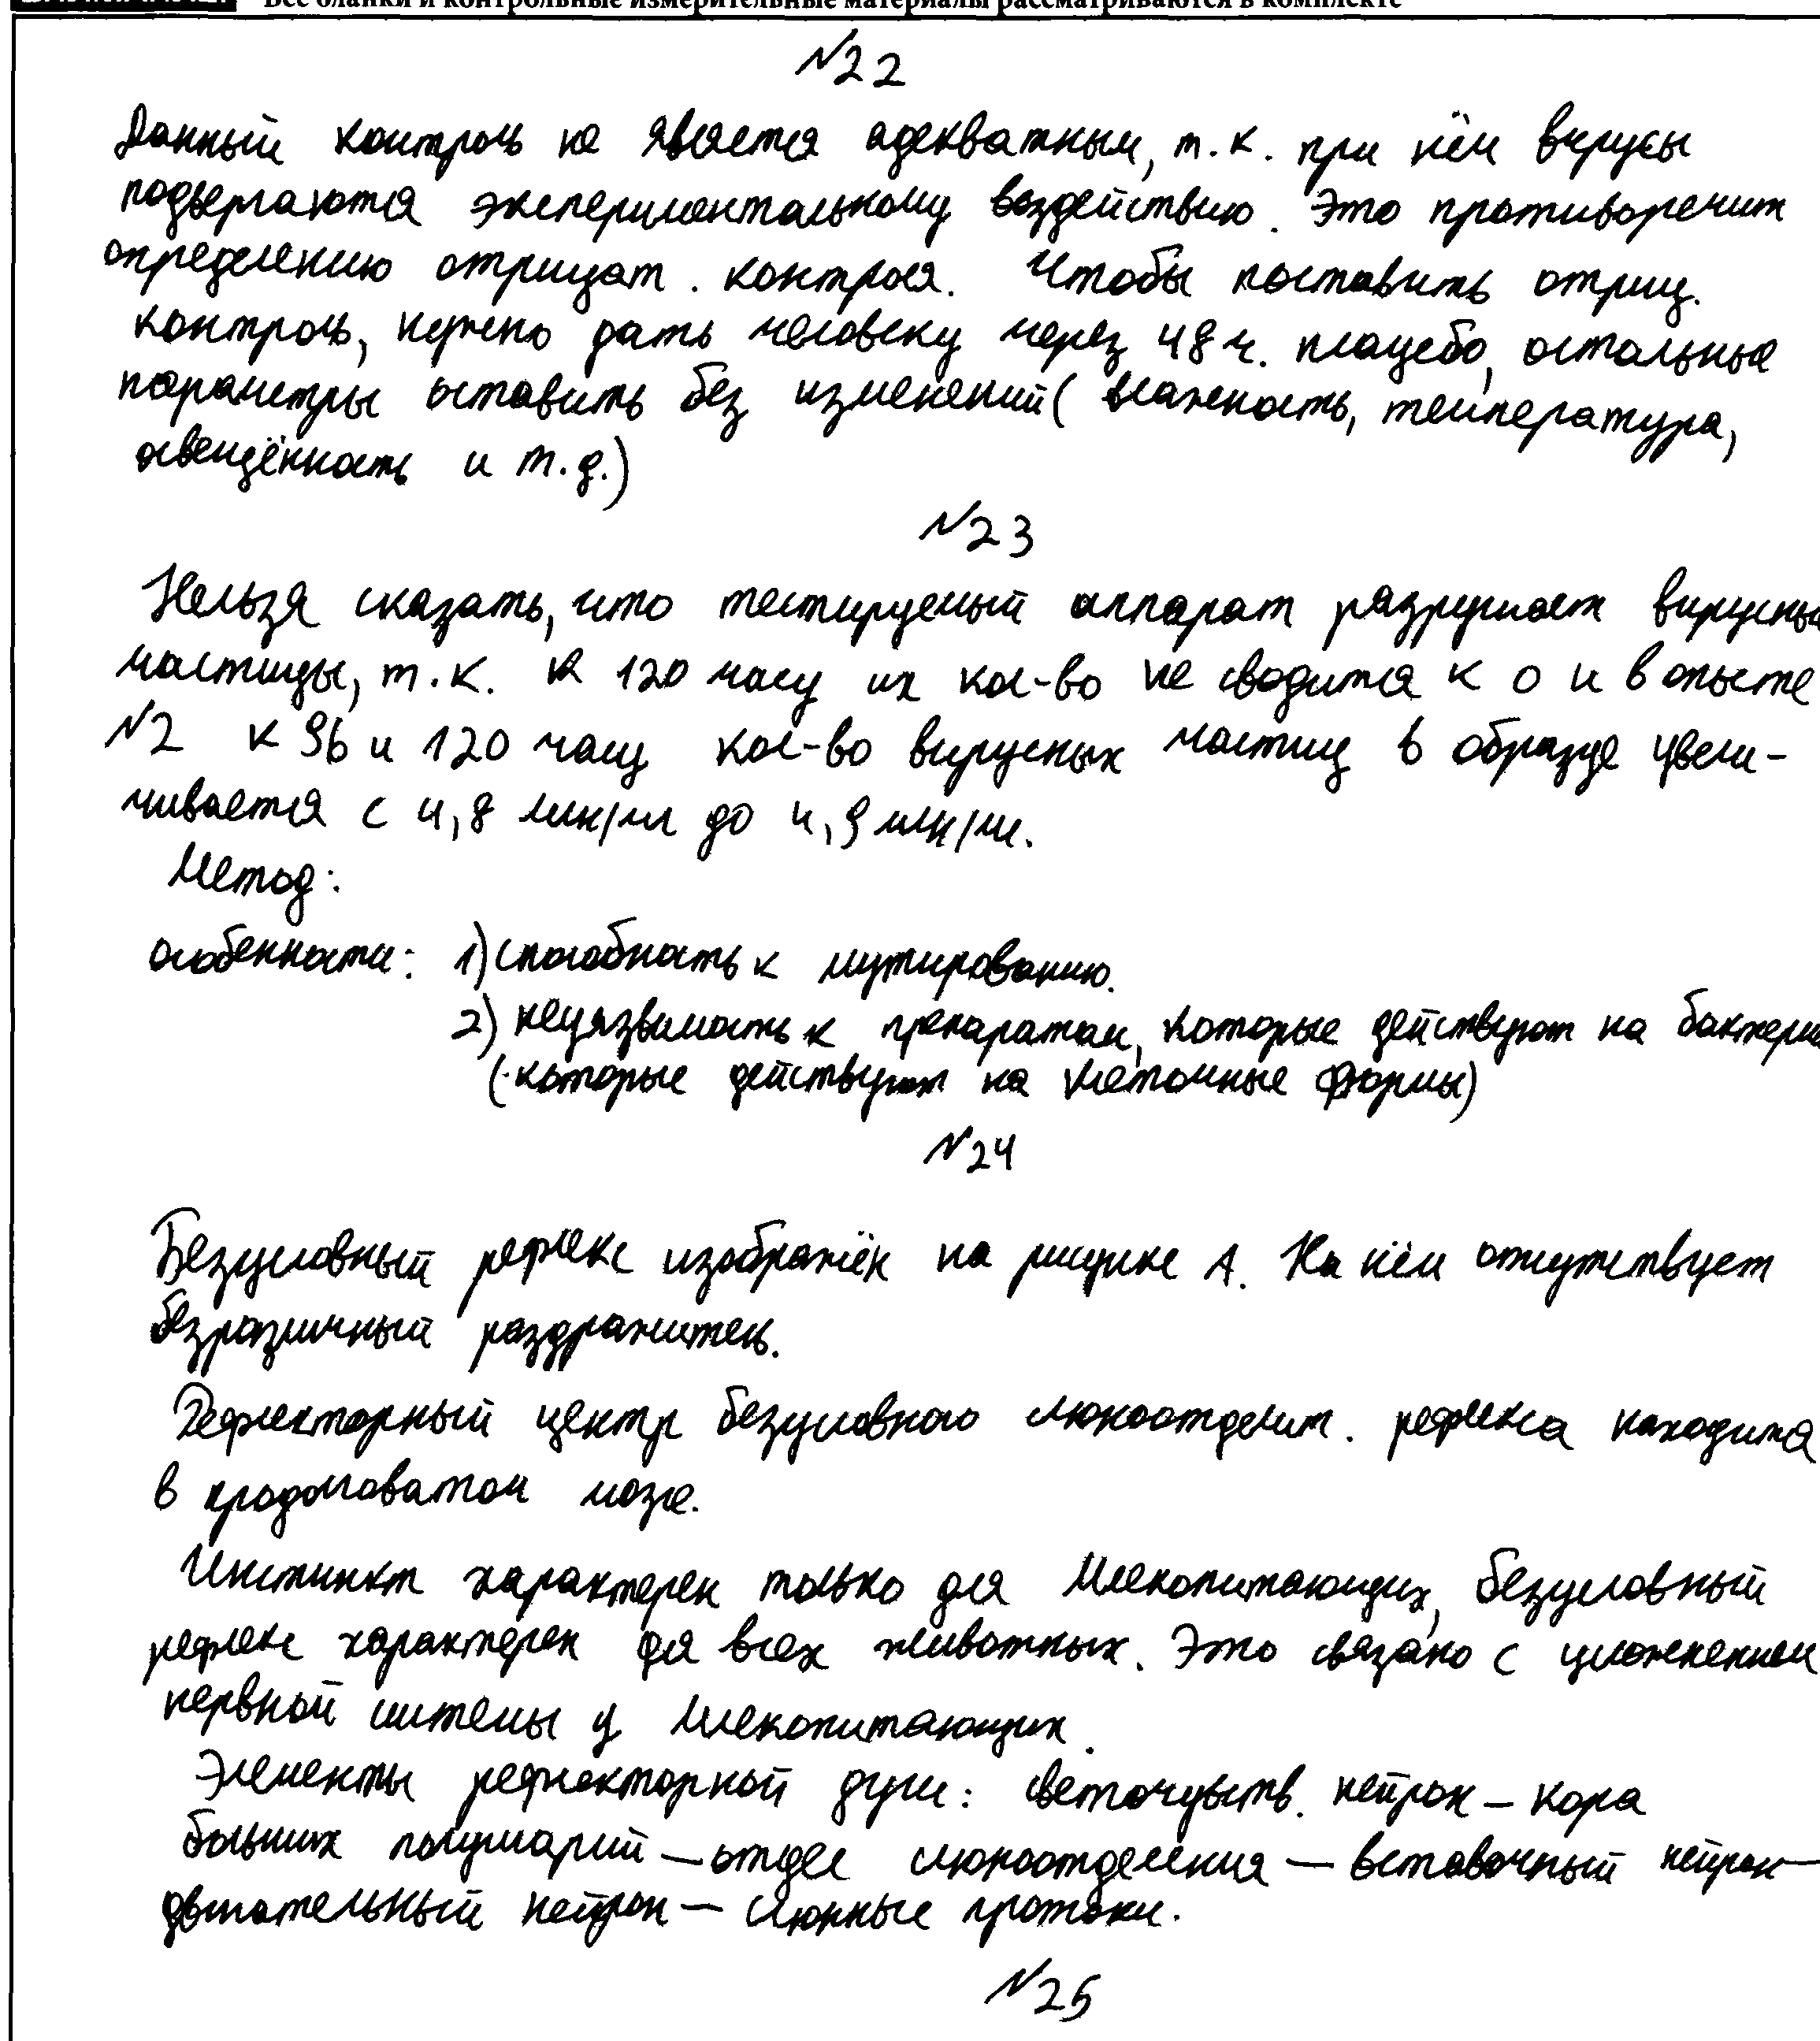 Все бланки и контрольные измерительные материалы рассматриваются в комплекте
№22
Данный контроль не является адекватным, т.к. при нём вирусы
подвергаются экспериментальному воздействию. Это противоречит
определению отрицат. контроля. Чтобы поставить отриц.
контроль, нужно дать человеку через 48 ч. плацебо, остальные
параметры оставить без изменений (влажность, температура,
освещённость и т.д.)
№23
Нельзя сказать, что тестируемый аппарат разрушает вирусные
частицы, т.к. к 120 часу их кол-во не сводится к 0 и в опыте
№2 к 96 и 120 часу кол-во вирусных частиц в образце увели-
чивается с 4,8 млн/мл до 4,9 млн/мл.
Метод:
особенности: 1) способность к мутированию.
2) неуязвимость к препаратам, которые действуют на бактерии
(которые действуют на клеточные формы)
№24
Безусловный рефлекс изображён на рисунке А. На нём отсутствует
безразличный раздражитель.
Рефлекторный центр безусловного слюноотделит. рефлекса находится
в продолговатом мозге.
Инстинкт характерен только для Млекопитающих, безусловный
рефлекс характерен для всех животных. Это связано с усложнением
нервной системы у Млекопитающих.
Элементы рефлекторной дуги: светочувств. нейрон – кора
больших полушарий – отдел слюноотделения – вставочный нейрон –
двигательный нейрон – слюнные протоки.
№25